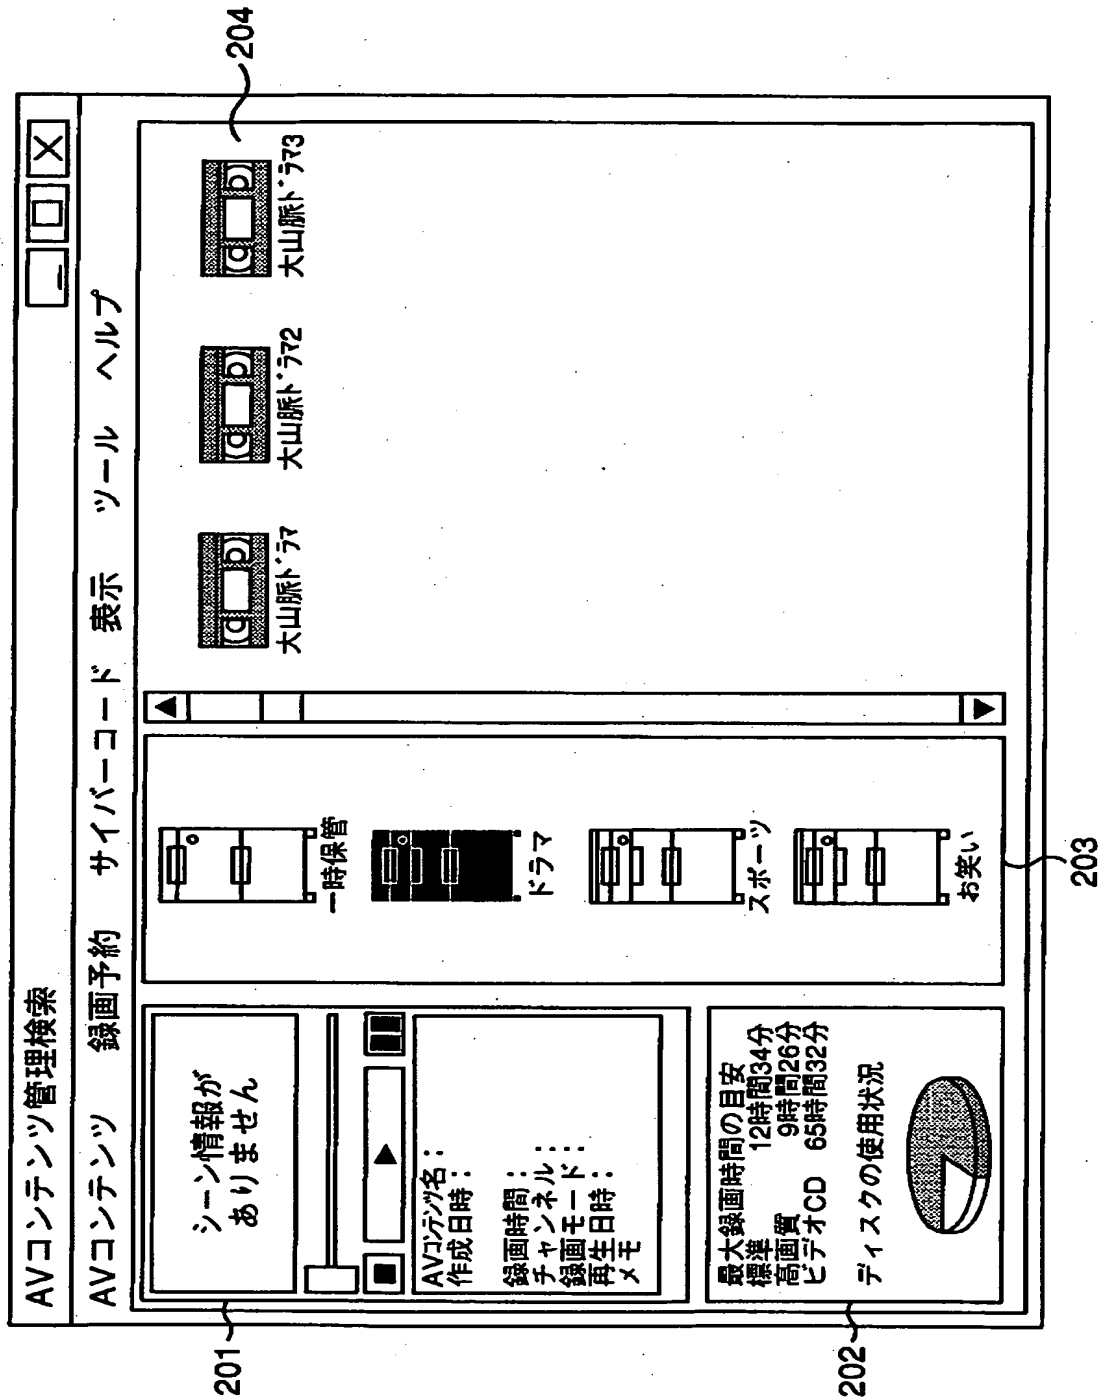 AVコンテンツ管理検索
AVコンテンツ 録画予約 サイバーコード 表示 ツール ヘルプ
201
シーン情報が
ありません
AVコンテンツ名:
作成日時:
録画時間 :
チャンネル:
録画モード:
再生日時:
メモ
202
最大録画時間の目安
標準 12時間34分
高画質 9時間26分
ビデオCD 65時間32分
ディスクの使用状況
一時保管
ドラマ
スポーツ
お笑い
203
大山脈ドラマ
大山脈ドラマ2
大山脈ドラマ3
204